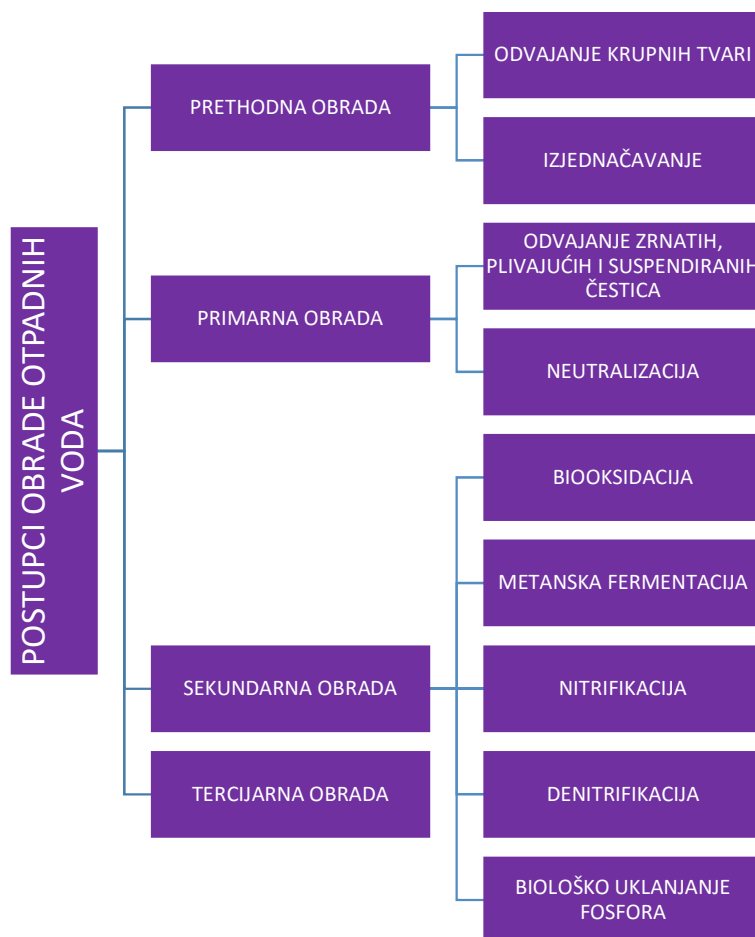 POSTUPCI OBRADE OTPADNIH
VODA
PRETHODNA OBRADA
ODVAJANJE KRUPNIH TVARI
IZJEDNAČAVANJE
PRIMARNA OBRADA
ODVAJANJE ZRNATIH,
PLIVAJUĆIH I SUSPENDIRANIH
ČESTICA
NEUTRALIZACIJA
SEKUNDARNA OBRADA
BIOOKSIDACIJA
METANSKA FERMENTACIJA
NITRIFIKACIJA
DENITRIFIKACIJA
BIOLOŠKO UKLANJANJE
FOSFORA
TERCIJARNA OBRADA